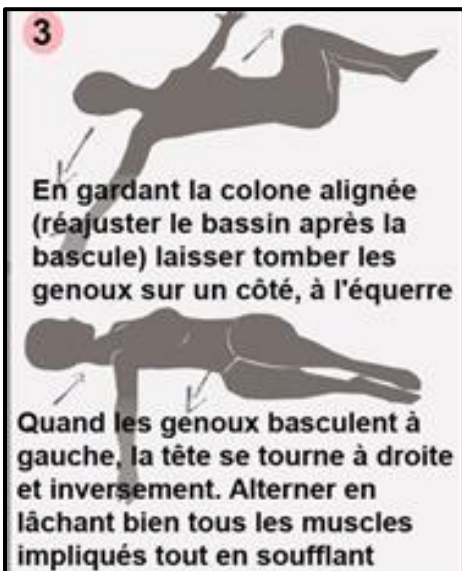 3
En gardant la colone alignée
(réajuster le bassin après la
bascule) laisser tomber les
genoux sur un côté, à l'équerre
Quand les genoux basculent à
gauche, la tête se tourne à droite
et inversement. Alterner en
lâchant bien tous les muscles
impliqués tout en soufflant